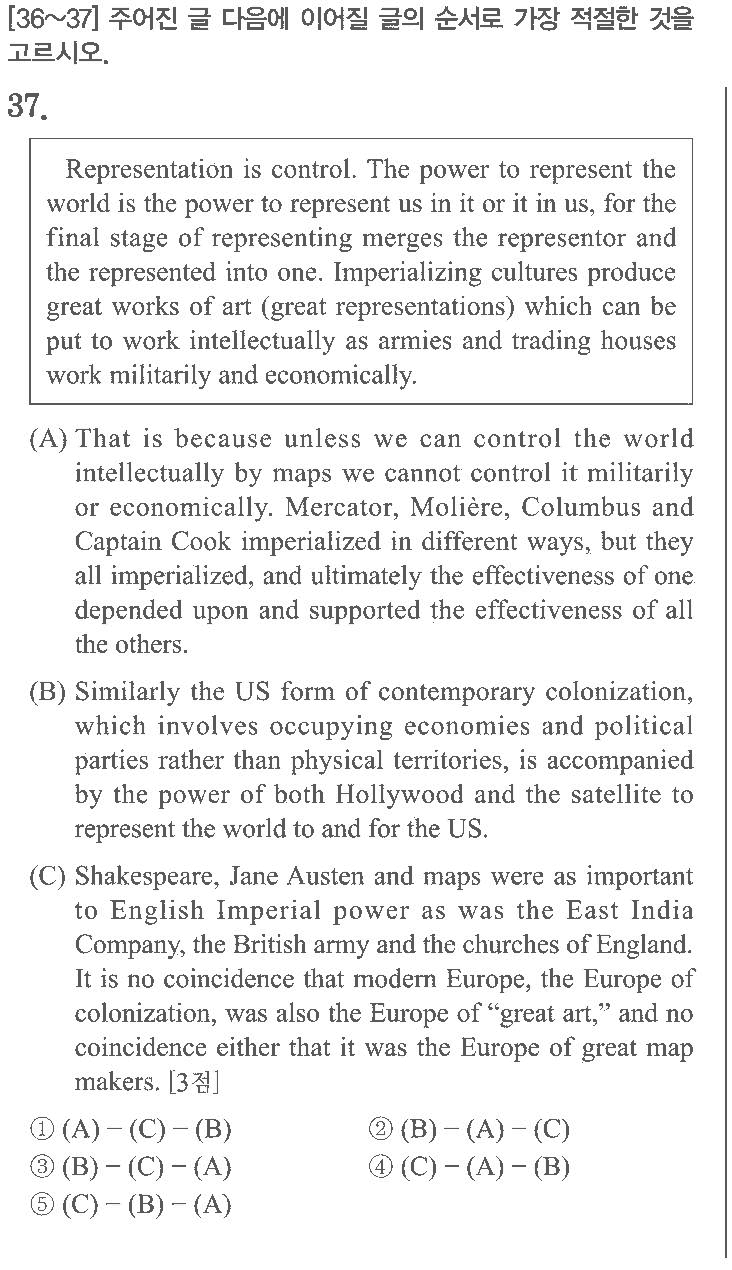 [36~37] 주어진 글 다음에 이어질 글의 순서로 가장 적절한 것을
고르시오.
37.
Representation is control. The power to represent the
world is the power to represent us in it or it in us, for the
final stage of representing merges the representor and
the represented into one. Imperializing cultures produce
great works of art (great representations) which can be
put to work intellectually as armies and trading houses
work militarily and economically.
(A) That is because unless we can control the world
intellectually by maps we cannot control it militarily
or economically. Mercator, Molière, Columbus and
Captain Cook imperialized in different ways, but they
all imperialized, and ultimately the effectiveness of one
depended upon and supported the effectiveness of all
the others.
(B) Similarly the US form of contemporary colonization,
which involves occupying economies and political
parties rather than physical territories, is accompanied
by the power of both Hollywood and the satellite to
represent the world to and for the US.
(C) Shakespeare, Jane Austen and maps were as important
to English Imperial power as was the East India
Company, the British army and the churches of England.
It is no coincidence that modern Europe, the Europe of
colonization, was also the Europe of “great art,” and no
coincidence either that it was the Europe of great map
makers. [3점]
① (A) − (C) − (B) ② (B) − (A) − (C)
③ (B) − (C) − (A) ④ (C) − (A) − (B)
⑤ (C) − (B) − (A)